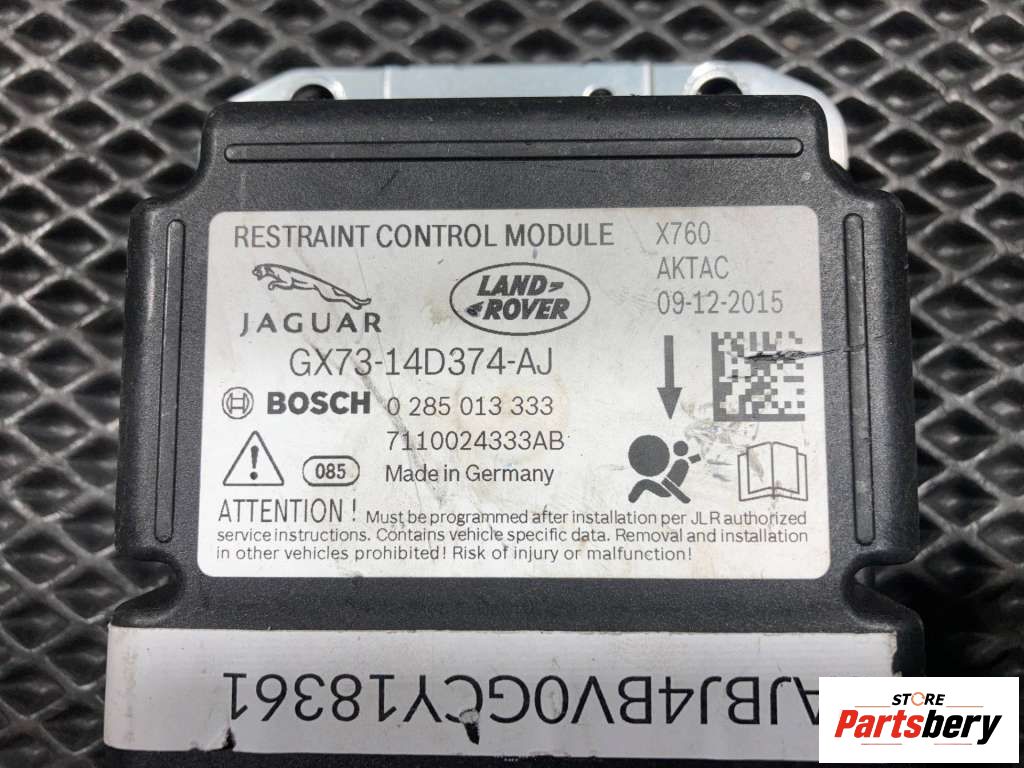 RESTRAINT CONTROL MODULE
X760
AKTAC
09-12-2015
JAGUAR
LAND-
ROVER
GX73-14D374-AJ
BOSCH 0 285 013 333
7110024333AB
085 Made in Germany
ATTENTION! Must be programmed after installation per JLR authorized
service instructions. Contains vehicle specific data. Removal and installation
in other vehicles prohibited! Risk of injury or malfunction!
AJBJ4BV0GCY18361
STORE
Partsbery